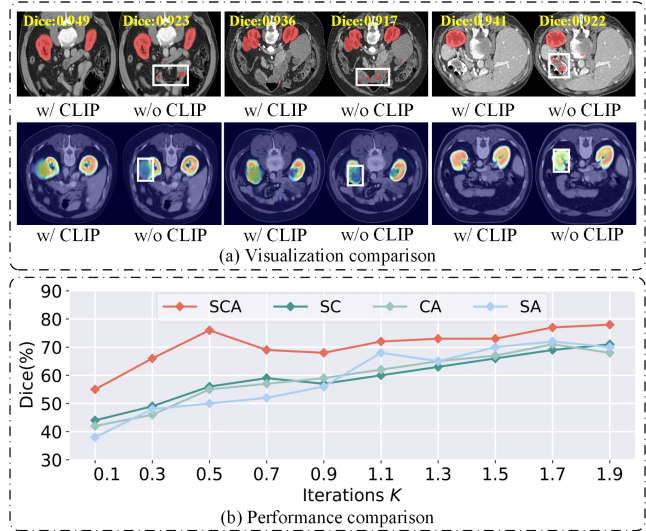 Dice:0.949 Dice:0.923 Dice:0.936 Dice:0.917 Dice:0.941 Dice:0.922
w/ CLIP w/o CLIP w/ CLIP w/o CLIP w/ CLIP w/o CLIP
w/ CLIP w/o CLIP w/ CLIP w/o CLIP w/ CLIP w/o CLIP
(a) Visualization comparison
90
SCA SC CA SA
80
70
60
50
40
30
Dice(%)
0.1 0.3 0.5 0.7 0.9 1.1 1.3 1.5 1.7 1.9
Iterations K
(b) Performance comparison